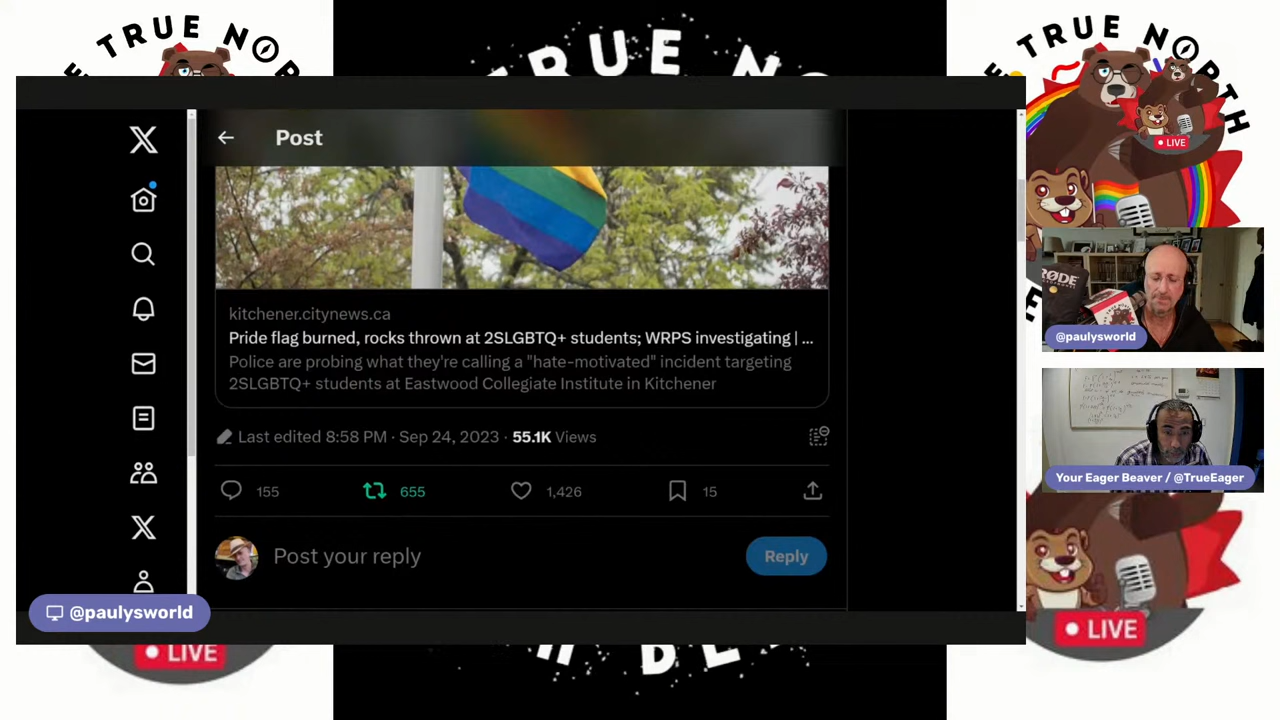 TRUE NO
TRUE NO
E TRUE NORTH
Post
kitchener.citynews.ca
Pride flag burned, rocks thrown at 2SLGBTQ+ students; WRPS investigating | ...
Police are probing what they're calling a "hate-motivated" incident targeting
2SLGBTQ+ students at Eastwood Collegiate Institute in Kitchener
Last edited 8:58 PM · Sep 24, 2023 · 55.1K Views
155 655 1,426 15
Post your reply
Reply
@paulysworld
LIVE
RØDE
@paulysworld
Your Eager Beaver / @TrueEager
LIVE
LIVE